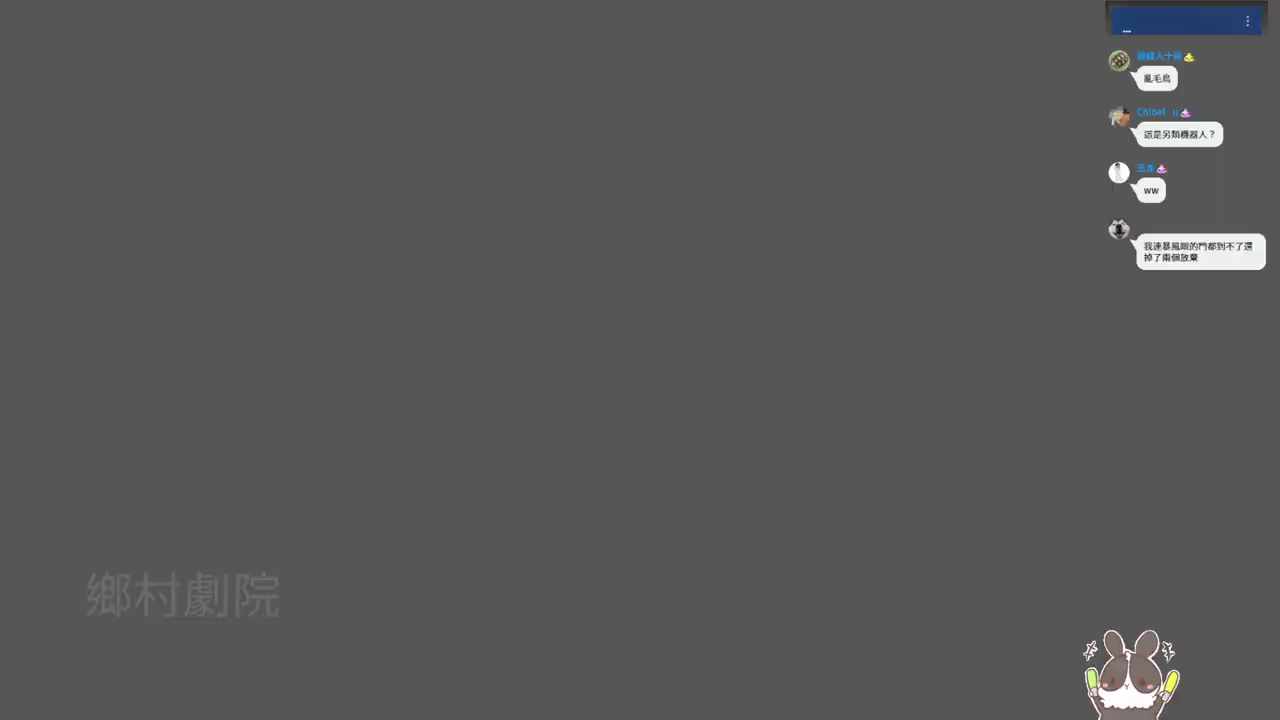 亂毛鳥
Chloe
這是另類機器人？
ww
我連暴風眼的門都到不了還
掉了兩個放棄
鄉村劇院